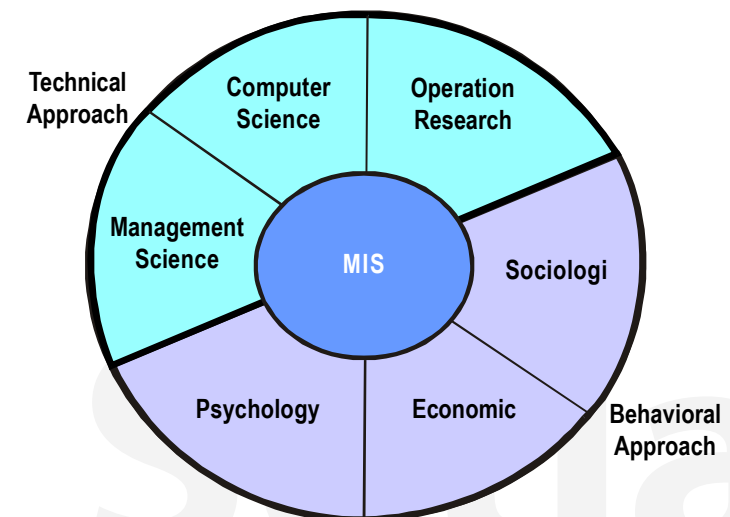 Technical
Approach
Computer
Science
Operation
Research
Management
Science
MIS
Sociologi
Psychology
Economic
Behavioral
Approach